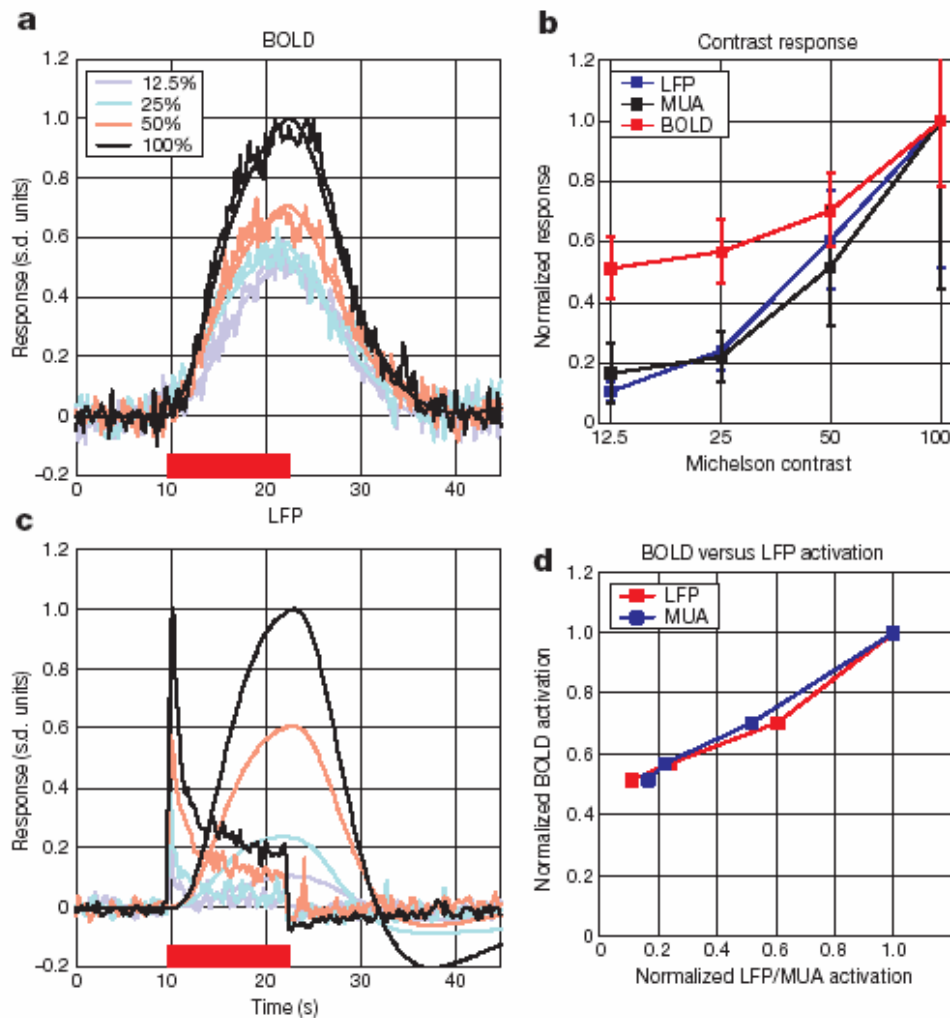 a
BOLD
1.2
1.0
0.8
0.6
0.4
0.2
0
–0.2
Response (s.d. units)
12.5%
25%
50%
100%
0 10 20 30 40
b
Contrast response
1.2
1.0
0.8
0.6
0.4
0.2
0
Normalized response
LFP
MUA
BOLD
12.5 25 50 100
Michelson contrast
c
LFP
1.2
1.0
0.8
0.6
0.4
0.2
0
–0.2
Response (s.d. units)
0 10 20 30 40
Time (s)
d
BOLD versus LFP activation
1.2
1.0
0.8
0.6
0.4
0.2
0
Normalized BOLD activation
LFP
MUA
0 0.2 0.4 0.6 0.8 1.0
Normalized LFP/MUA activation